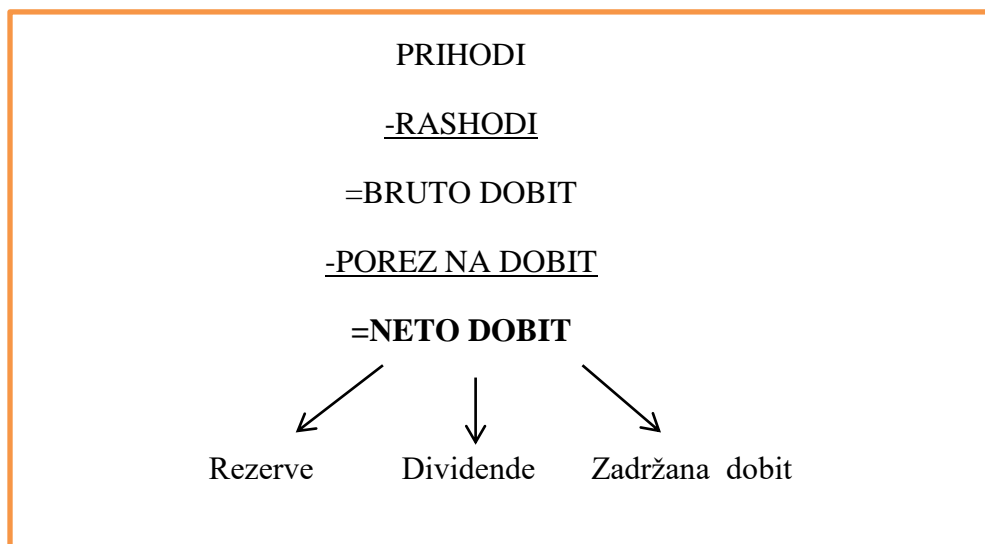 PRIHODI
-RASHODI
=BRUTO DOBIT
-POREZ NA DOBIT
=NETO DOBIT
Rezerve Dividende Zadržana dobit